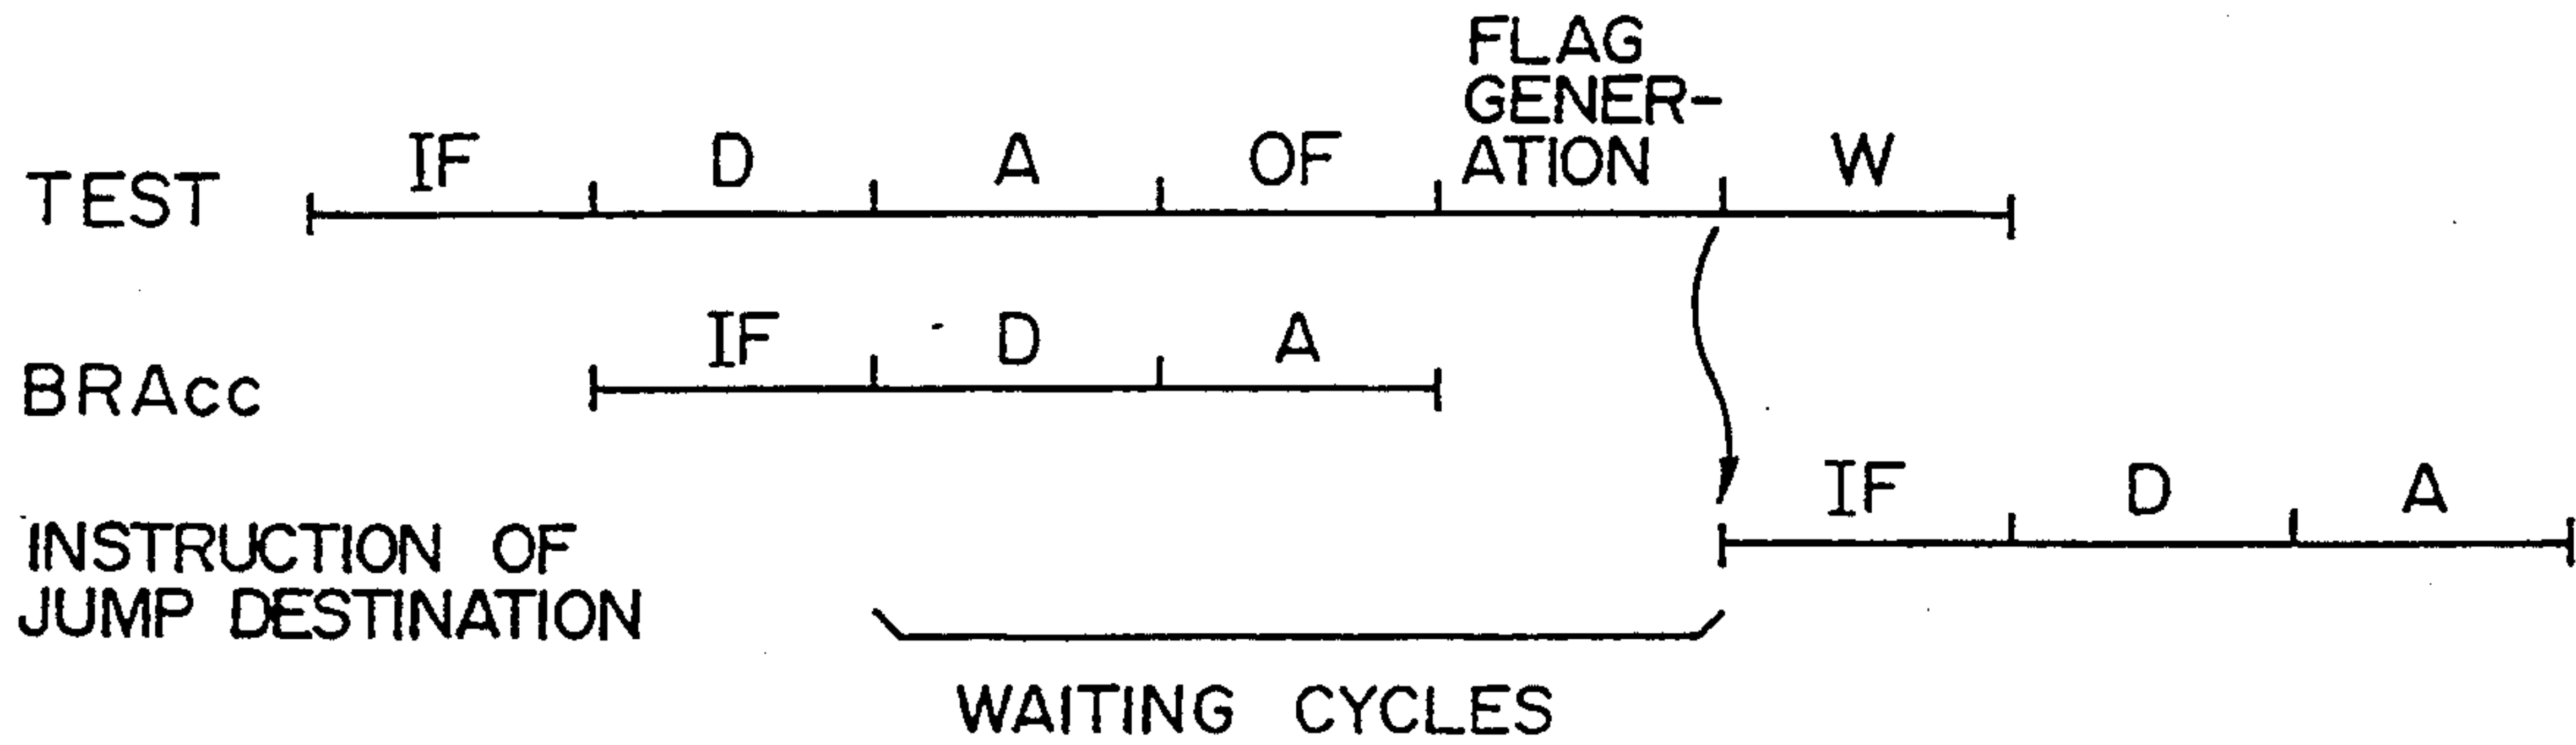 FLAG
GENER-
IF D A OF ATION W
TEST
IF D A
BRAcc
IF D A
INSTRUCTION OF
JUMP DESTINATION
WAITING CYCLES